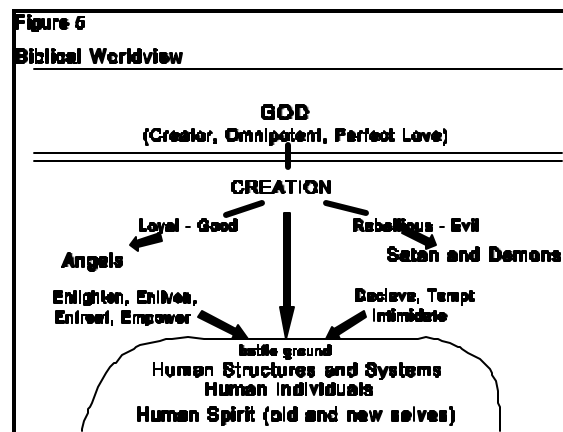 Figure 5
Biblical Worldview
GOD
(Creator, Omnipotent, Perfect Love)
CREATION
Loyal - Good
Rebellious - Evil
Angels
Satan and Demons
Enlighten, Enliven,
Entreat, Empower
Decieve, Tempt
Intimidate
battle ground
Human Structures and Systems
Human Individuals
Human Spirit (old and new selves)